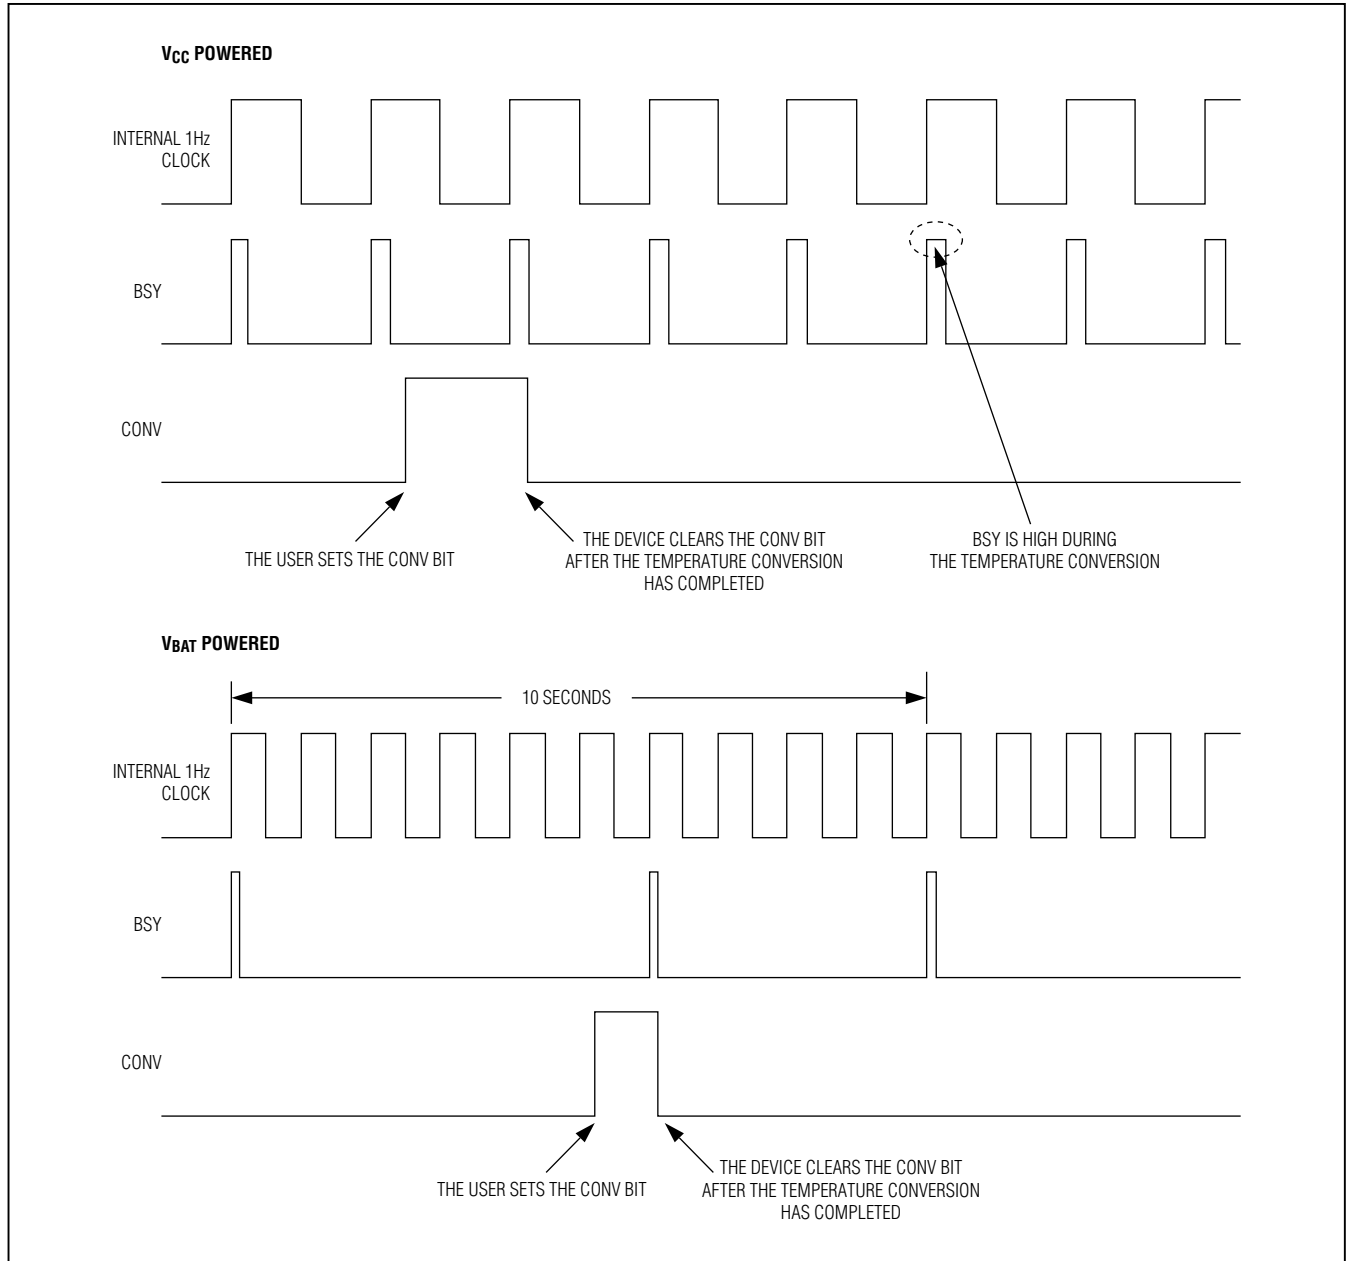 VCC POWERED
INTERNAL 1Hz
CLOCK
BSY
CONV
THE USER SETS THE CONV BIT
THE DEVICE CLEARS THE CONV BIT
AFTER THE TEMPERATURE CONVERSION
HAS COMPLETED
BSY IS HIGH DURING
THE TEMPERATURE CONVERSION
VBAT POWERED
10 SECONDS
INTERNAL 1Hz
CLOCK
BSY
CONV
THE USER SETS THE CONV BIT
THE DEVICE CLEARS THE CONV BIT
AFTER THE TEMPERATURE CONVERSION
HAS COMPLETED